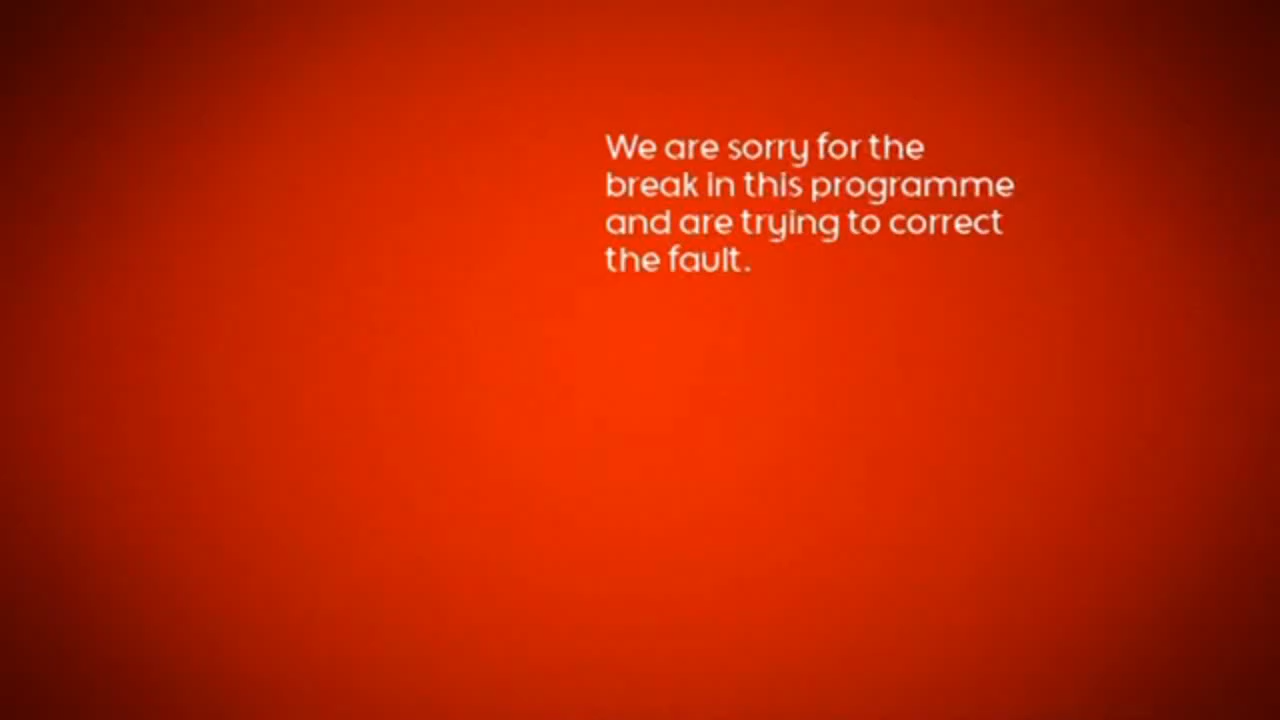 We are sorry for the
break in this programme
and are trying to correct
the fault.